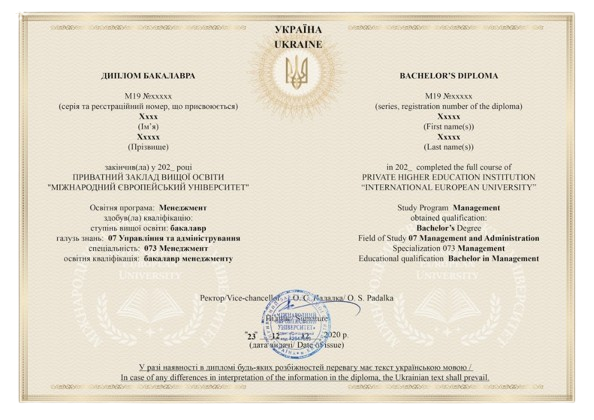 УКРАЇНА
UKRAINE
ДИПЛОМ БАКАЛАВРА
М19 №xxxxx
(серія та реєстраційний номер, що присвоюється)
Хххх
(Ім’я)
Ххххх
(Прізвище)
закінчив(ла) у 202_ році
ПРИВАТНИЙ ЗАКЛАД ВИЩОЇ ОСВІТИ
"МІЖНАРОДНИЙ ЄВРОПЕЙСЬКИЙ УНІВЕРСИТЕТ"
Освітня програма: Менеджмент
здобув(ла) кваліфікацію:
ступінь вищої освіти: бакалавр
галузь знань: 07 Управління та адміністрування
спеціальність: 073 Менеджмент
освітня кваліфікація: бакалавр менеджменту
BACHELOR’S DIPLOMA
M19 №xxxxx
(series, registration number of the diploma)
Xxxxx
(First name(s))
Xxxxx
(Last name(s))
in 202_ completed the full course of
PRIVATE HIGHER EDUCATION INSTITUTION
“INTERNATIONAL EUROPEAN UNIVERSITY”
Study Program Management
obtained qualification:
Bachelor’s Degree
Field of Study 07 Management and Administration
Specialization 073 Management
Educational qualification Bachelor in Management
UNIVERSITY
UNIVERSITY
Ректор/Vice-chancellor О. С. Падалка/ O. S. Padalka
Підпис/ Signature
УНІВЕРСИТЕТ
"23" 12 2020 р.
(дата видачі/ Date of issue)
У разі наявності в дипломі будь-яких розбіжностей перевагу має текст українською мовою /
In case of any differences in interpretation of the information in the diploma, the Ukrainian text shall prevail.